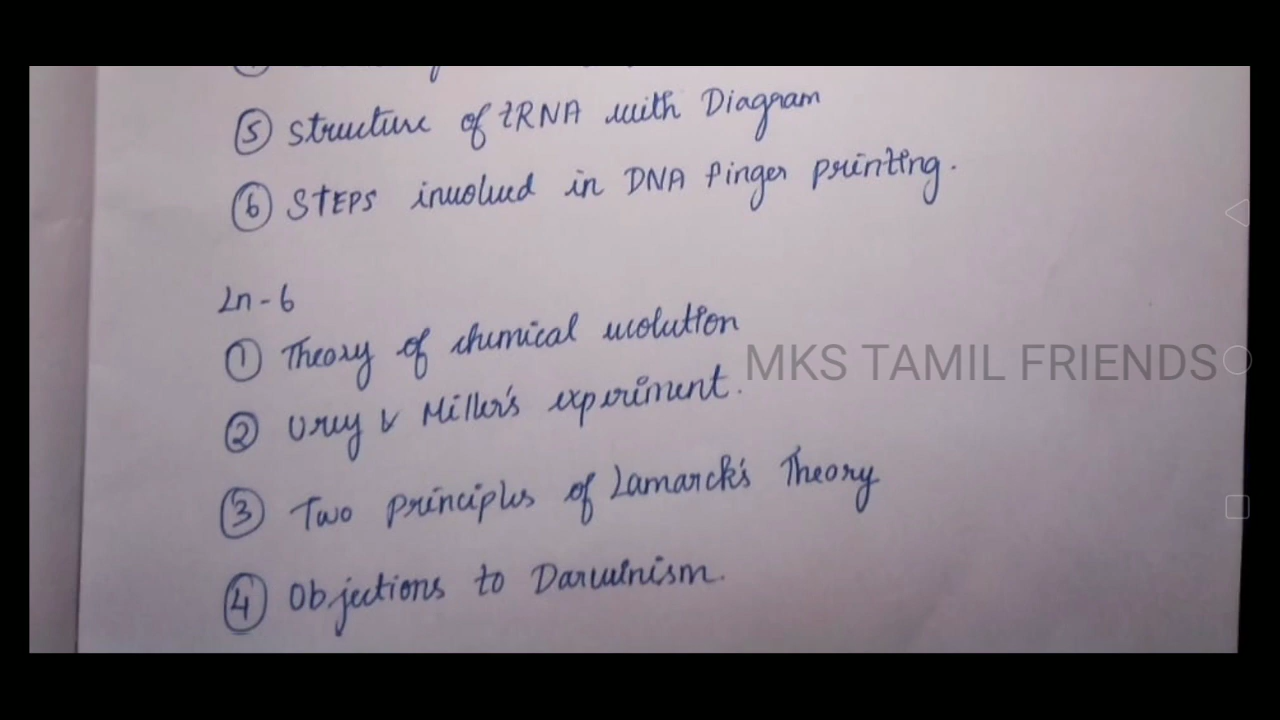 5 Structure of tRNA with Diagram
6 STEPS involved in DNA finger printing.
Ln - 6
1 Theory of chemical evolution
MKS TAMIL FRIENDS
2 Urey & Miller's experiment.
3 Two principles of Lamarck's Theory
4 Objections to Darwinism.